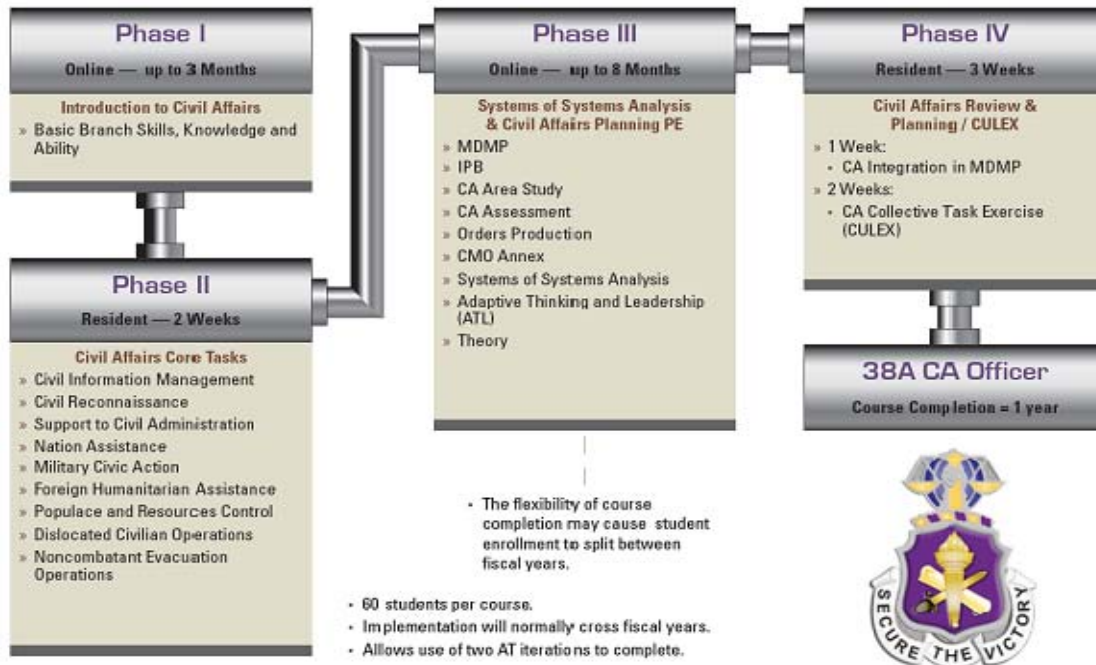 Phase I
Online — up to 3 Months
Introduction to Civil Affairs
» Basic Branch Skills, Knowledge and
Ability
Phase II
Resident — 2 Weeks
Civil Affairs Core Tasks
» Civil Information Management
» Civil Reconnaissance
» Support to Civil Administration
» Nation Assistance
» Military Civic Action
» Foreign Humanitarian Assistance
» Populace and Resources Control
» Dislocated Civilian Operations
» Noncombatant Evacuation
Operations
Phase III
Online — up to 8 Months
Systems of Systems Analysis
& Civil Affairs Planning PE
» MDMP
» IPB
» CA Area Study
» CA Assessment
» Orders Production
» CMO Annex
» Systems of Systems Analysis
» Adaptive Thinking and Leadership
(ATL)
» Theory
• The flexibility of course
completion may cause student
enrollment to split between
fiscal years.
• 60 students per course.
• Implementation will normally cross fiscal years.
• Allows use of two AT iterations to complete.
Phase IV
Resident — 3 Weeks
Civil Affairs Review &
Planning / CULEX
» 1 Week:
• CA Integration in MDMP
» 2 Weeks:
• CA Collective Task Exercise
(CULEX)
38A CA Officer
Course Completion = 1 year
SECURE THE VICTORY